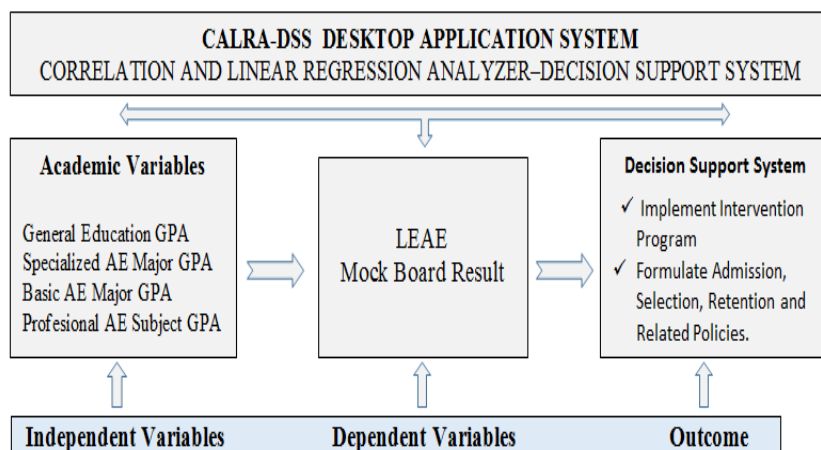 CALRA-DSS DESKTOP APPLICATION SYSTEM
CORRELATION AND LINEAR REGRESSION ANALYZER–DECISION SUPPORT SYSTEM
Academic Variables
General Education GPA
Specialized AE Major GPA
Basic AE Major GPA
Profesional AE Subject GPA
LEAE
Mock Board Result
Decision Support System
✓ Implement Intervention
Program
✓ Formulate Admission,
Selection, Retention and
Related Policies.
Independent Variables
Dependent Variables
Outcome